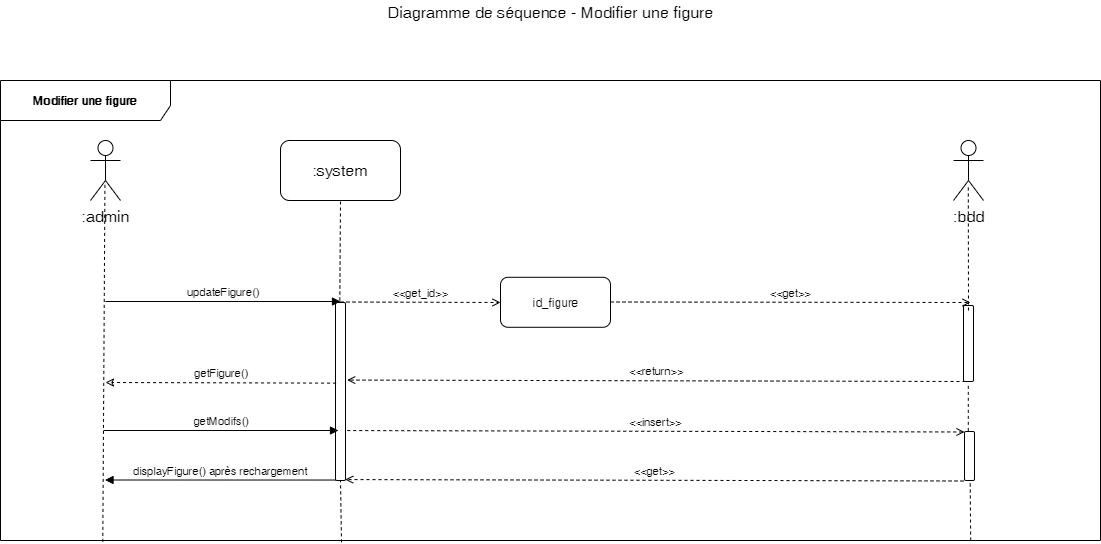 Diagramme de séquence - Modifier une figure
Modifier une figure
:system
:admin
:bdd
updateFigure()
<<get_id>>
id_figure
<<get>>
getFigure()
<<return>>
getModifs()
<<insert>>
displayFigure() après rechargement
<<get>>